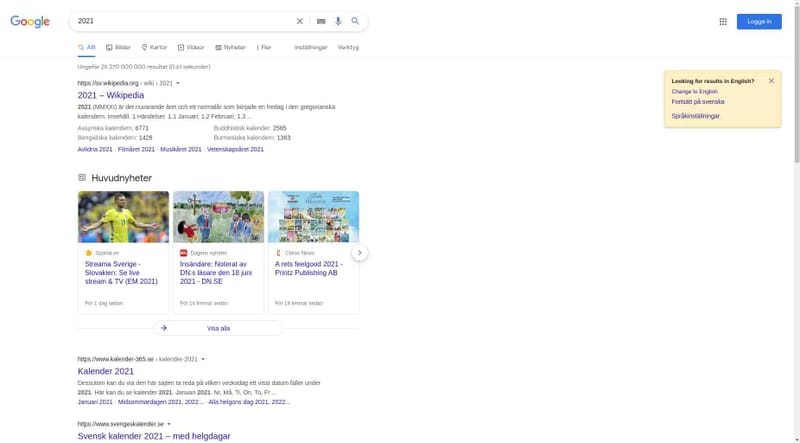 Google
2021
Logga in
Allt
Bilder
Kartor
Videor
Nyheter
Fler
Inställningar
Verktyg
Ungefär 25 270 000 000 resultat (0,61 sekunder)
Looking for results in English?
Change to English
Fortsätt på svenska
Språkinställningar
https://sv.wikipedia.org › wiki › 2021
2021 – Wikipedia
2021 (MMXXI) är det nuvarande året och ett normalår som började en fredag i den gregorianska
kalendern. Innehåll. 1 Händelser. 1.1 Januari; 1.2 Februari; 1.3 ...
Assyriska kalendern: 6771
Buddhistisk kalender: 2565
Bengaliska kalendern: 1428
Burmesiska kalendern: 1383
Avlidna 2021 · Filmåret 2021 · Musikåret 2021 · Vetenskapsåret 2021
Huvudnyheter
Sportal.se
Streama Sverige -
Slovakien: Se live
stream & TV (EM 2021)
För 1 dag sedan
Dagens nyheter
Insändare: Noterat av
DN:s läsare den 18 juni
2021 - DN.SE
För 14 timmar sedan
Cision News
A rets feelgood 2021 -
Printz Publishing AB
För 19 timmar sedan
Visa alla
https://www.kalender-365.se › kalender-2021
Kalender 2021
Dessutom kan du via den här sajten ta reda på vilken veckodag ett visst datum faller under
2021. Här kan du se kalender 2021. Januari 2021. Nr, Må, Ti, On, To, Fr ...
Januari 2021 · Midsommardagen 2021, 2022... · Alla helgons dag 2021, 2022...
https://www.sverigeskalender.se
Svensk kalender 2021 – med helgdagar